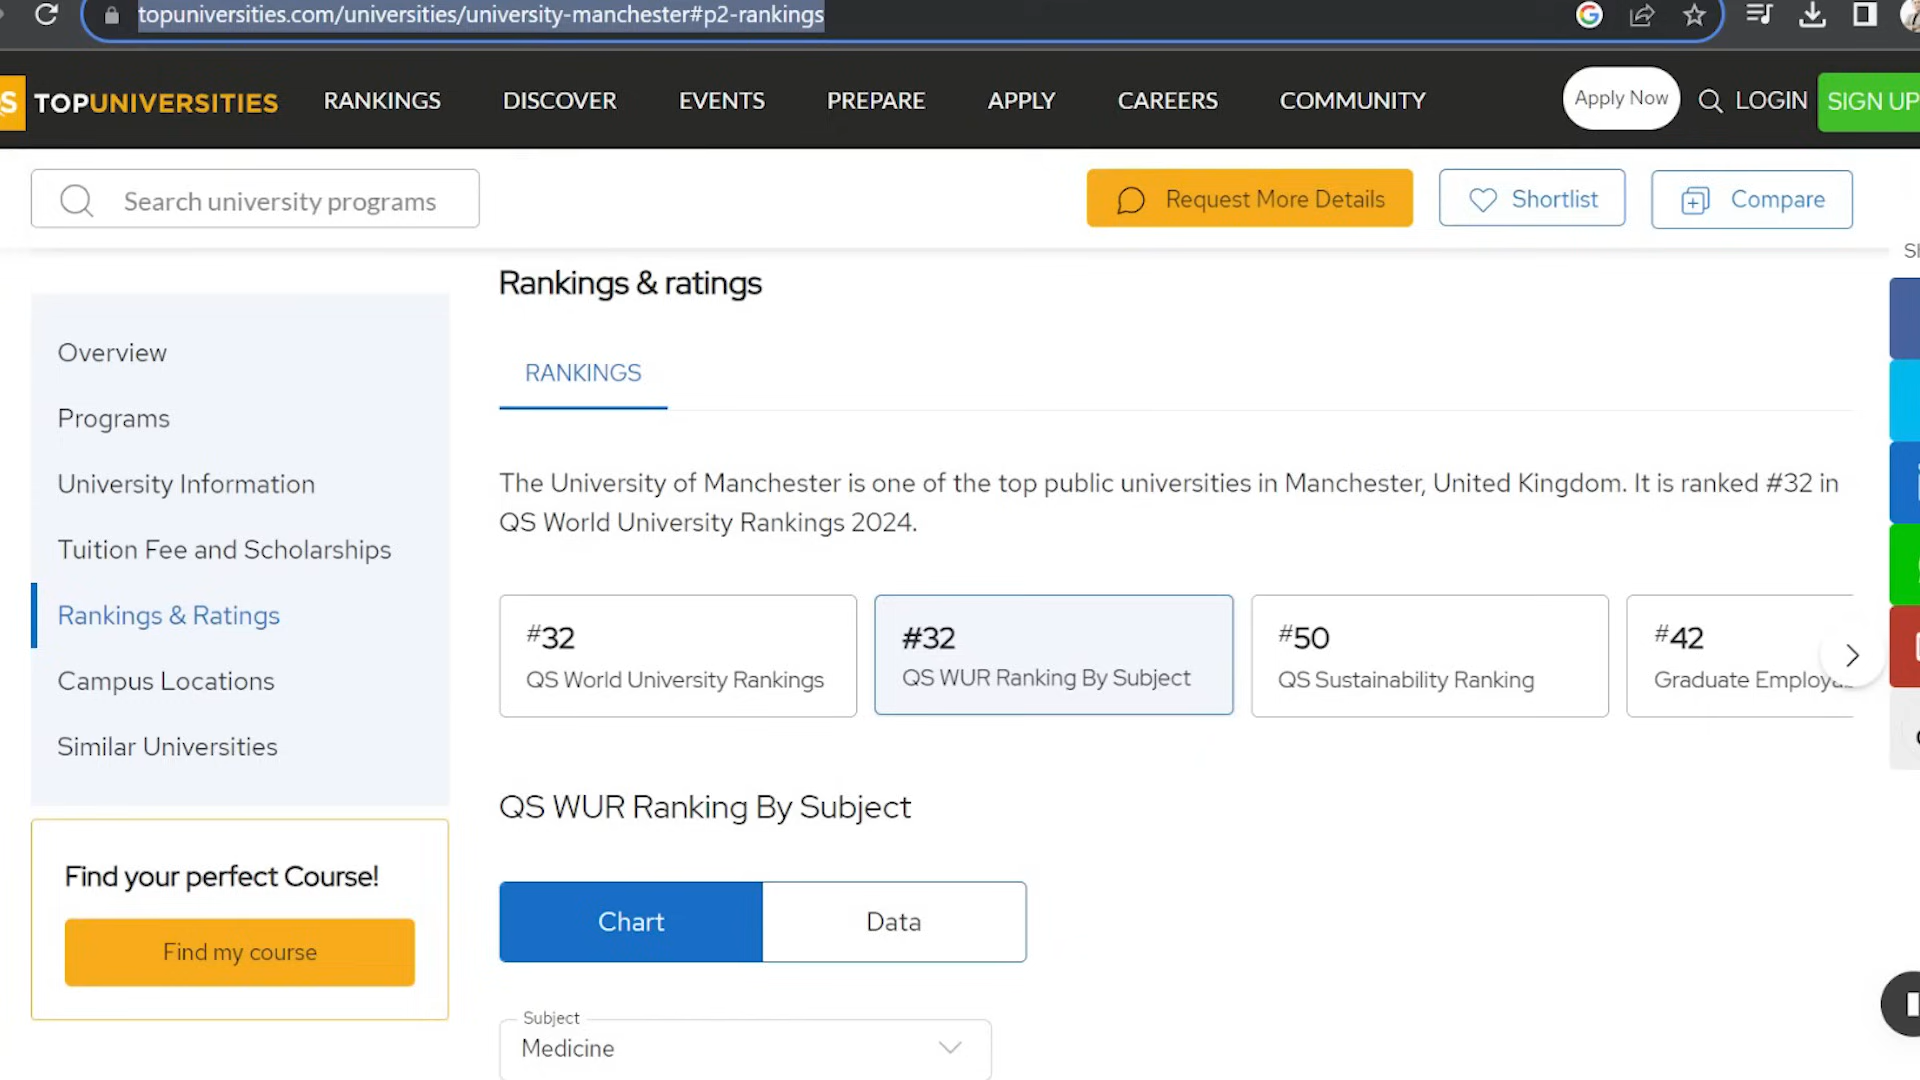 topuniversities.com/universities/university-manchester#p2-rankings
TOPUNIVERSITIES
RANKINGS
DISCOVER
EVENTS
PREPARE
APPLY
CAREERS
COMMUNITY
Apply Now
LOGIN
SIGN UP
Search university programs
Request More Details
Shortlist
Compare
Overview
Programs
University Information
Tuition Fee and Scholarships
Rankings & Ratings
Campus Locations
Similar Universities
Find your perfect Course!
Find my course
Rankings & ratings
RANKINGS
The University of Manchester is one of the top public universities in Manchester, United Kingdom. It is ranked #32 in
QS World University Rankings 2024.
#32
QS World University Rankings
#32
QS WUR Ranking By Subject
#50
QS Sustainability Ranking
#42
Graduate
QS WUR Ranking By Subject
Chart
Data
Subject
Medicine